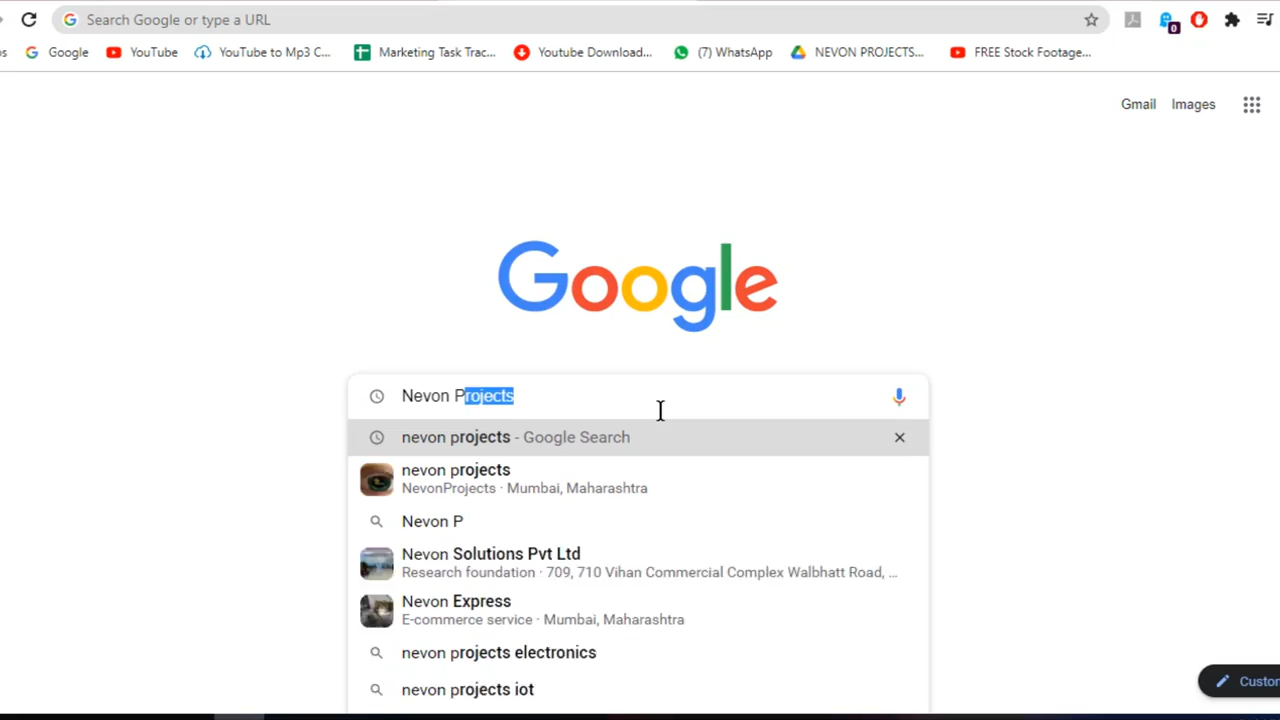 Search Google or type a URL
0
os
Google
YouTube
YouTube to Mp3 C...
Marketing Task Trac...
Youtube Download...
(7) WhatsApp
NEVON PROJECTS...
FREE Stock Footage...
Gmail
Images
Google
Nevon Projects
nevon projects - Google Search
nevon projects
NevonProjects · Mumbai, Maharashtra
Nevon P
Nevon Solutions Pvt Ltd
Research foundation · 709, 710 Vihan Commercial Complex Walbhatt Road, ...
Nevon Express
E-commerce service · Mumbai, Maharashtra
nevon projects electronics
nevon projects iot
Custon